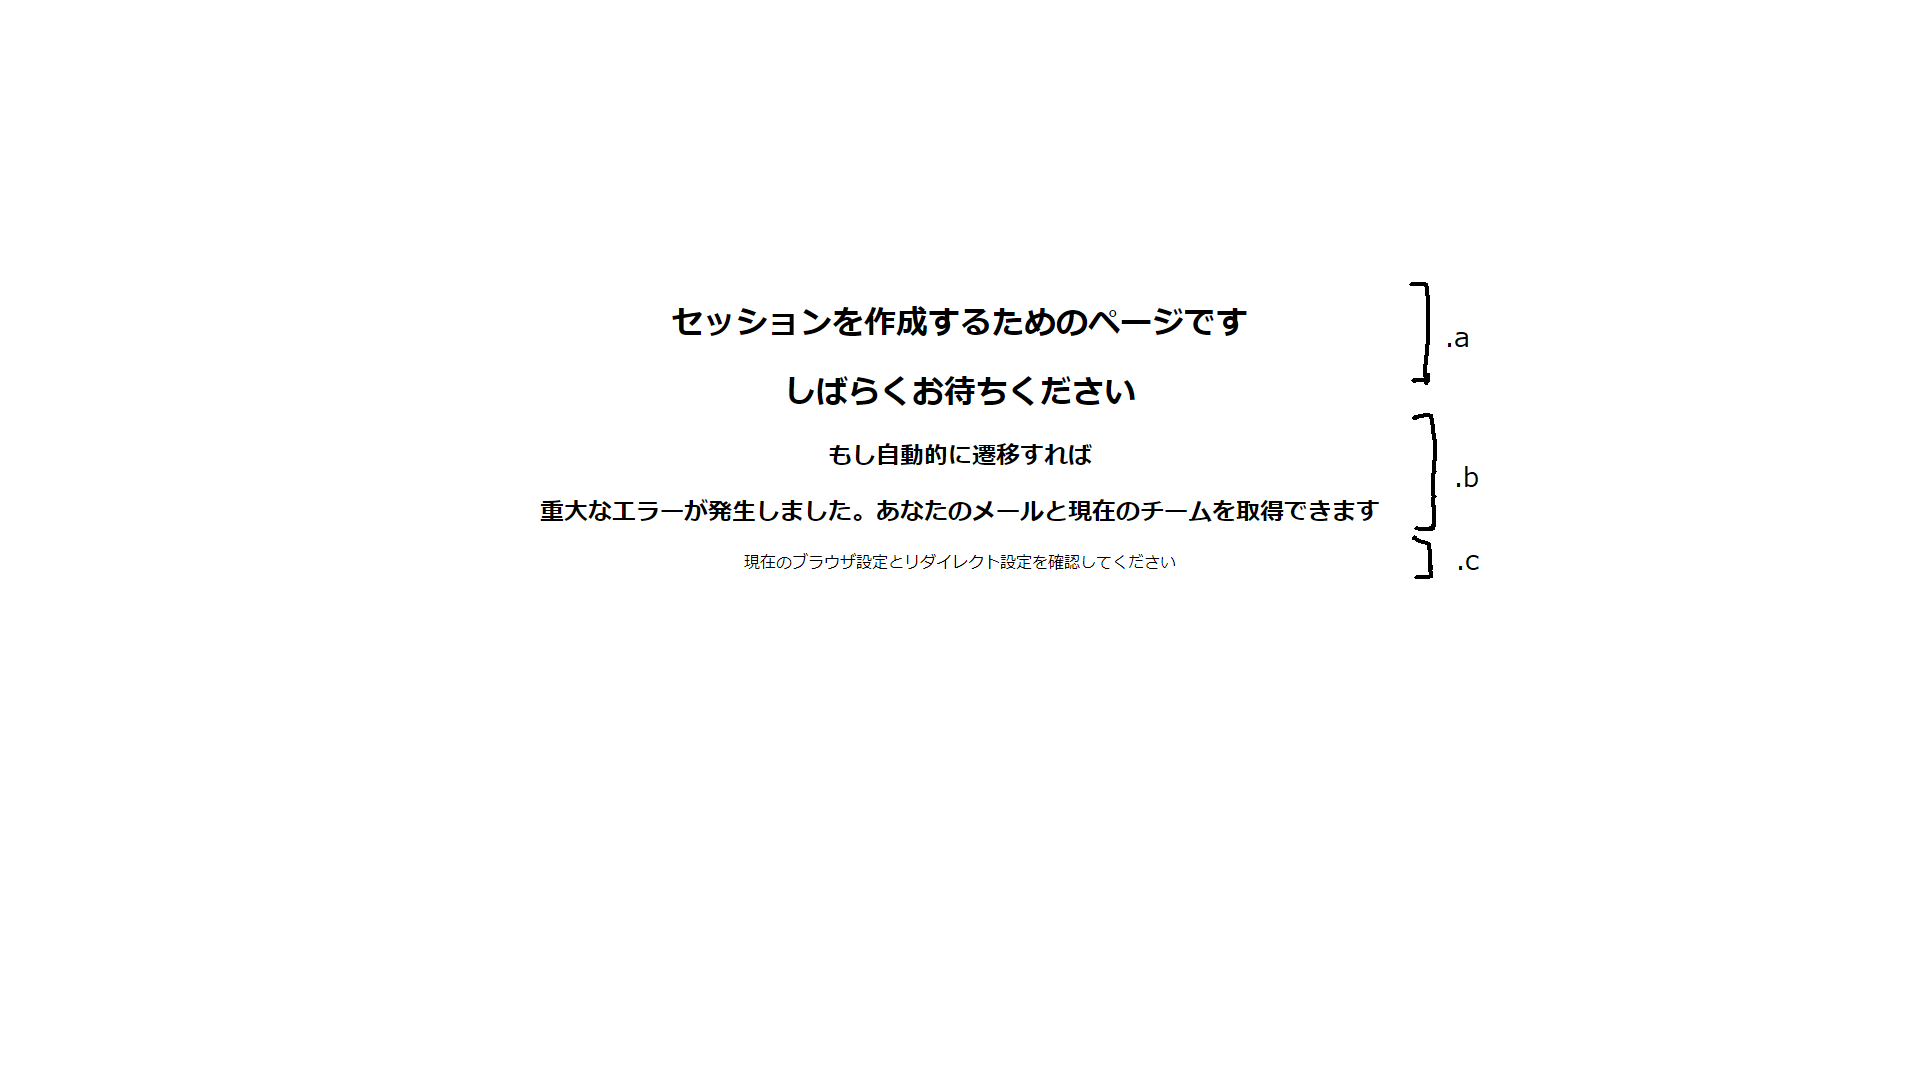 セッションを作成するためのページです
.a
しばらくお待ちください
もし自動的に遷移すれば
.b
重大なエラーが発生しました。あなたのメールと現在のチームを取得できます
現在のブラウザ設定とリダイレクト設定を確認してください
.c